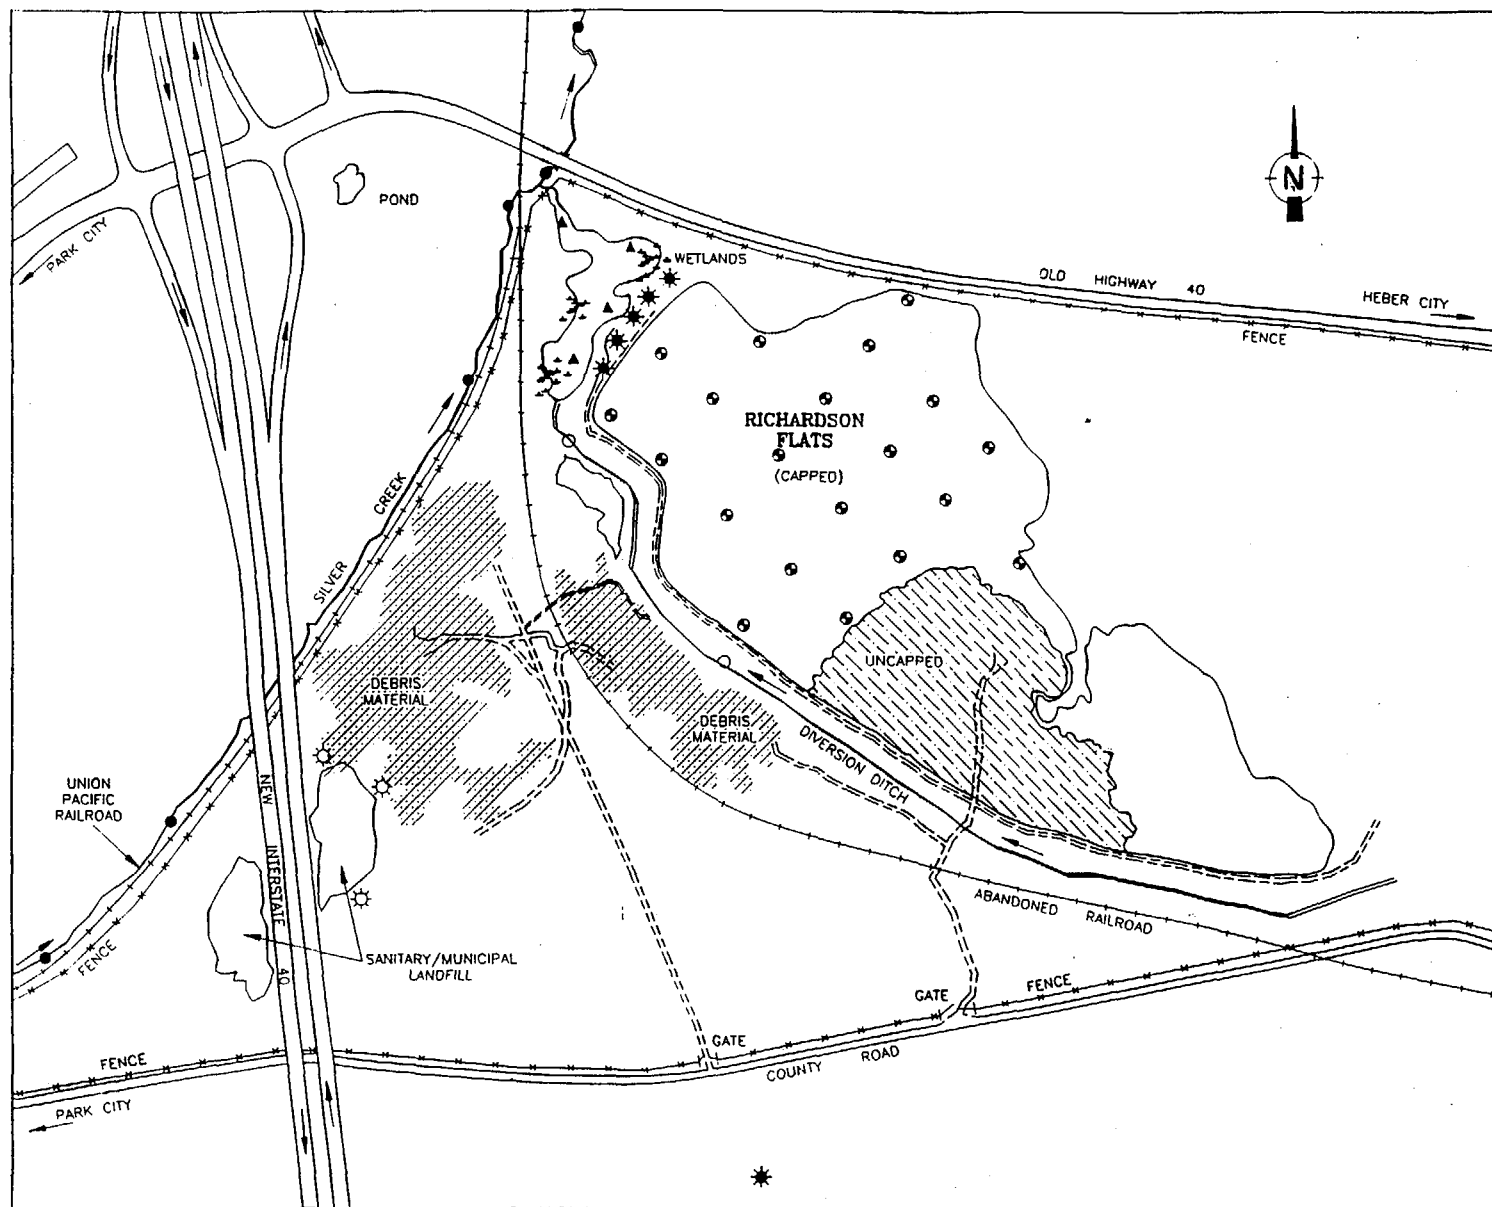 POND
PARK CITY
N
WETLANDS
OLD HIGHWAY 40
HEBER CITY
FENCE
RICHARDSON
FLATS
(CAPPED)
SILVER CREEK
UNCAPPED
DEBRIS
MATERIAL
DEBRIS
MATERIAL
DIVERSION DITCH
UNION
PACIFIC
RAILROAD
NEW INTERSTATE 40
ABANDONED RAILROAD
FENCE
SANITARY/MUNICIPAL
LANDFILL
GATE
FENCE
GATE
FENCE
COUNTY ROAD
PARK CITY